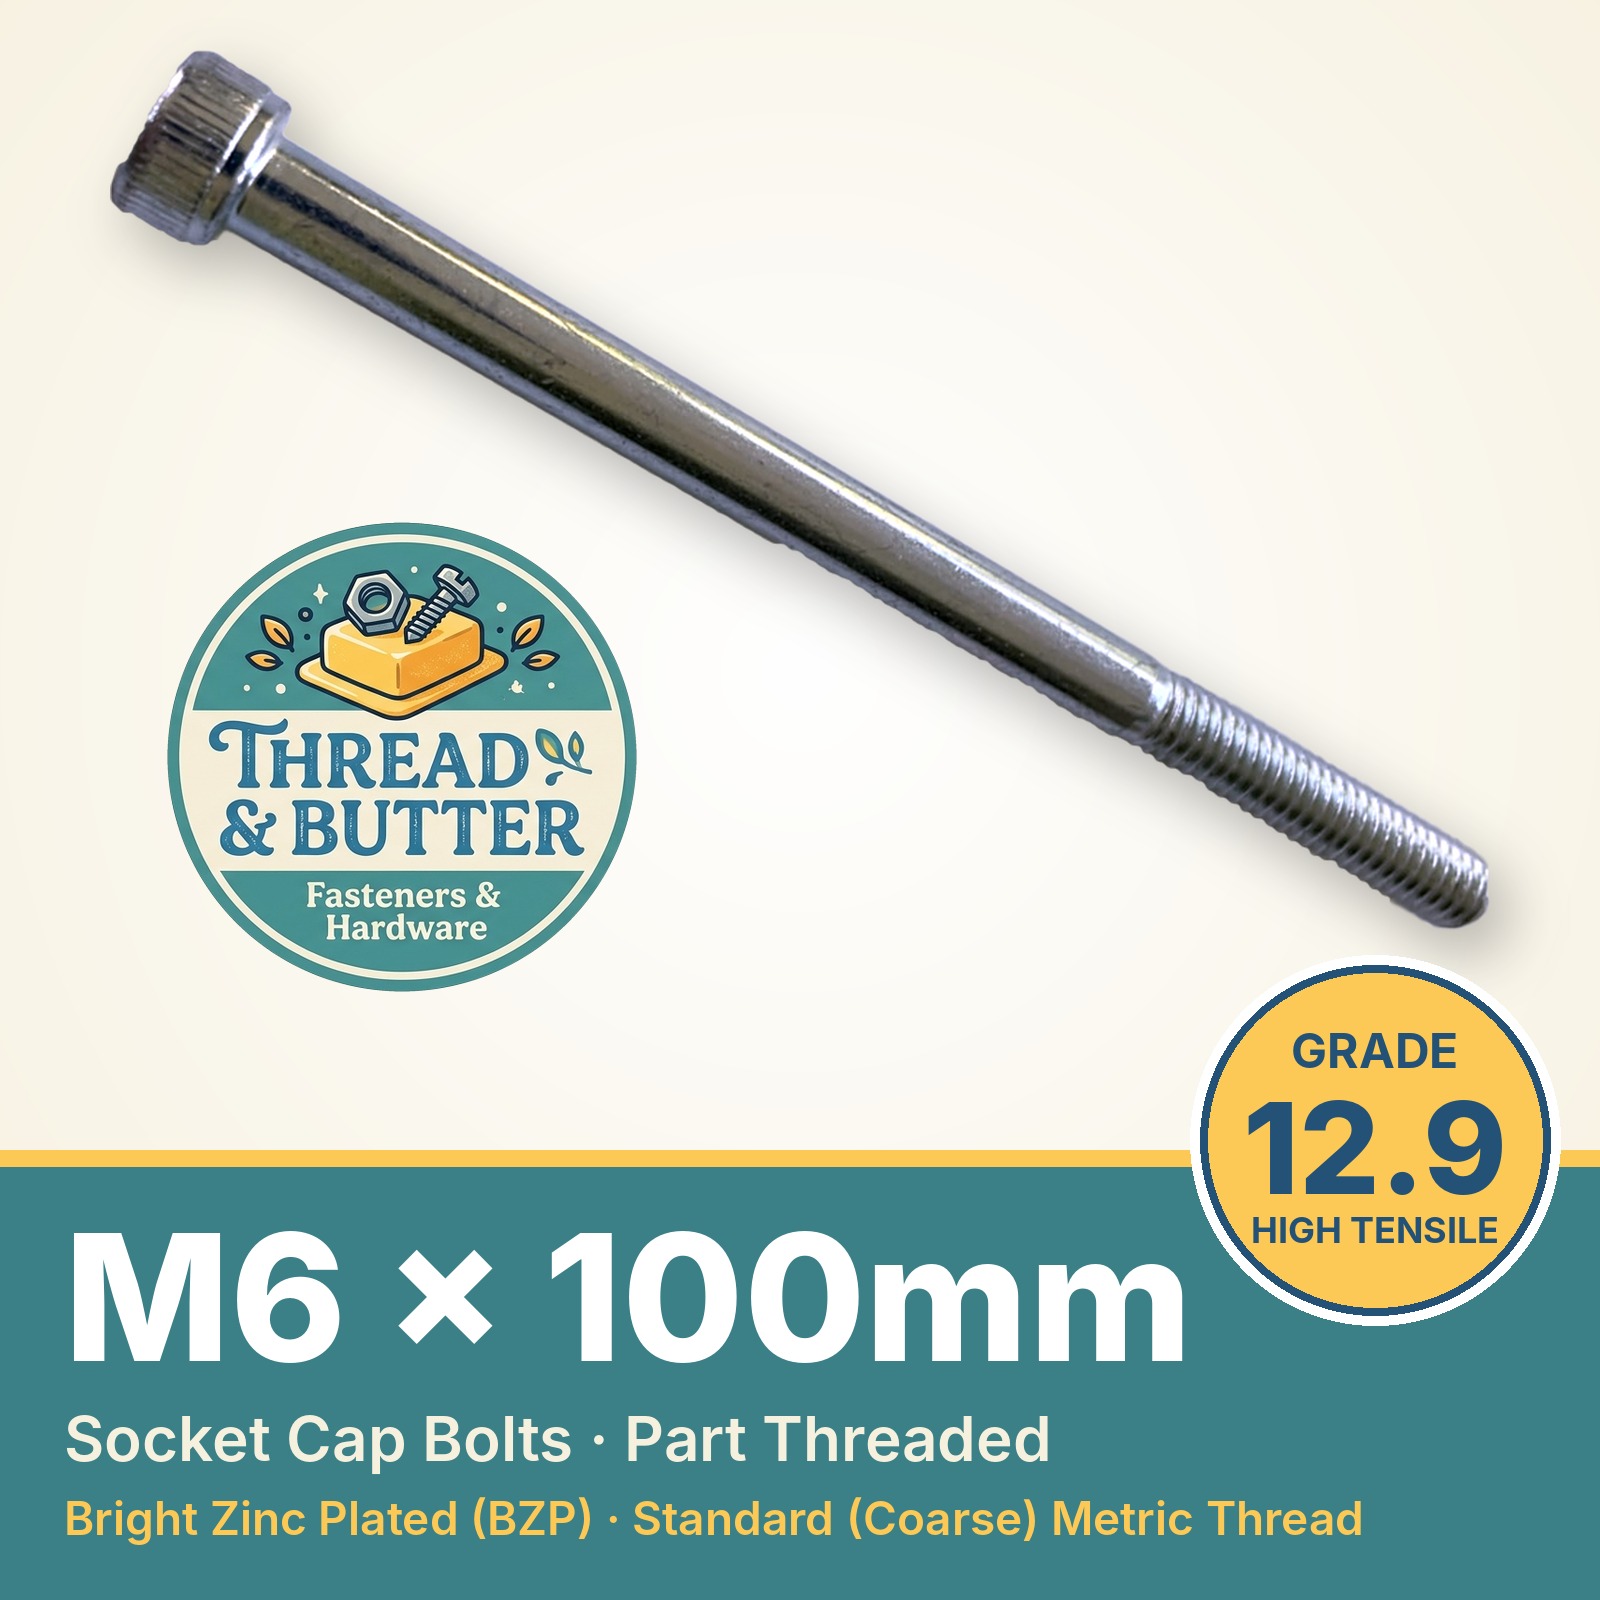 THREAD
& BUTTER
Fasteners &
Hardware
GRADE
12.9
HIGH TENSILE
M6 × 100mm
Socket Cap Bolts · Part Threaded
Bright Zinc Plated (BZP) · Standard (Coarse) Metric Thread